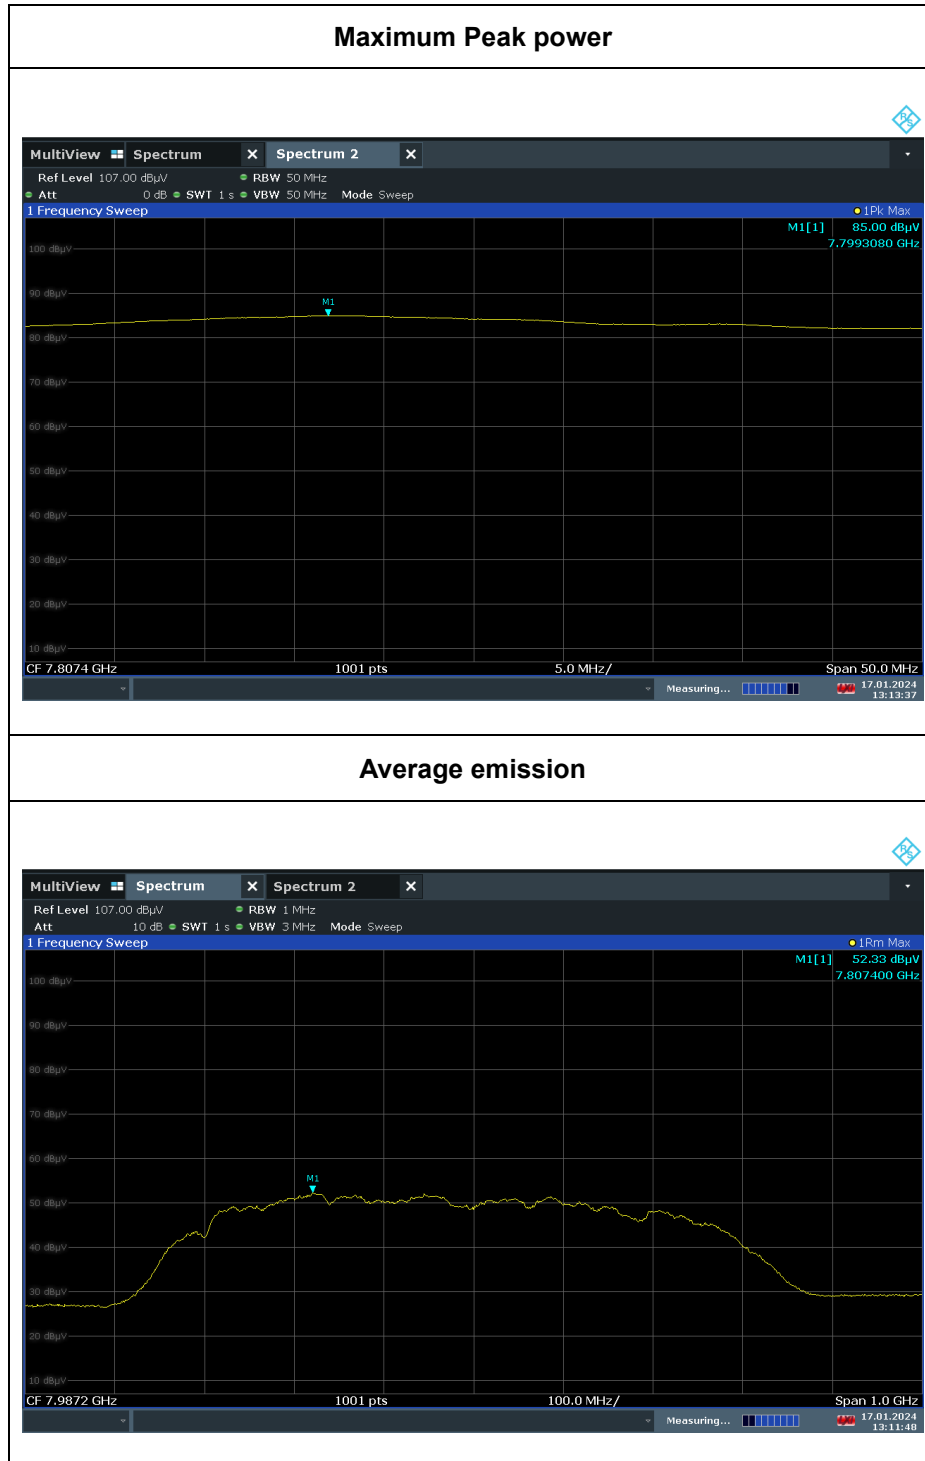 Maximum Peak power
MultiView Spectrum X Spectrum 2 X
Ref Level 107.00 dBµV RBW 50 MHz
Att 0 dB SWT 1 s VBW 50 MHz Mode Sweep
1 Frequency Sweep 1Pk Max
M1[1] 85.00 dBµV
7.7993080 GHz
100 dBµV
90 dBµV
M1
80 dBµV
70 dBµV
60 dBµV
50 dBµV
40 dBµV
30 dBµV
20 dBµV
10 dBµV
CF 7.8074 GHz 1001 pts 5.0 MHz/ Span 50.0 MHz
Measuring... 17.01.2024
13:13:37
Average emission
MultiView Spectrum X Spectrum 2 X
Ref Level 107.00 dBµV RBW 1 MHz
Att 10 dB SWT 1 s VBW 3 MHz Mode Sweep
1 Frequency Sweep 1Rm Max
M1[1] 52.33 dBµV
7.807400 GHz
100 dBµV
90 dBµV
80 dBµV
70 dBµV
60 dBµV
M1
50 dBµV
40 dBµV
30 dBµV
20 dBµV
10 dBµV
CF 7.9872 GHz 1001 pts 100.0 MHz/ Span 1.0 GHz
Measuring... 17.01.2024
13:11:48